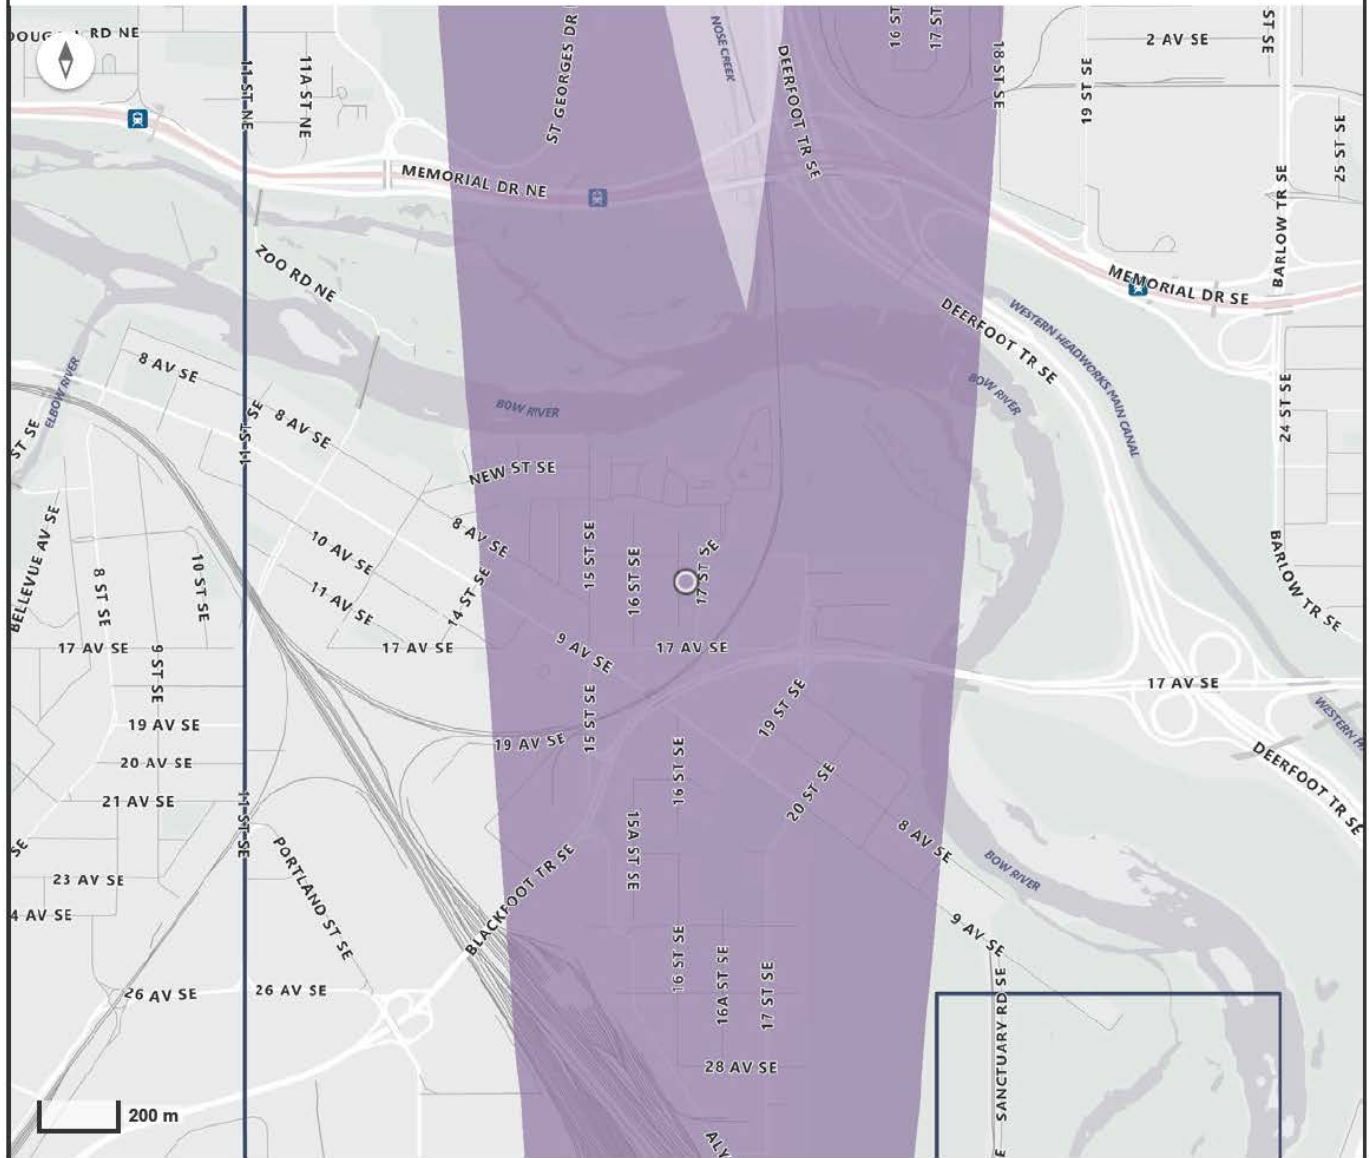 RD NE
11 ST NE
11A ST NE
ST GEORGES DR
NOSE CREEK
DEERFOOT TR SE
16 ST
17 ST
18 ST SE
19 ST SE
2 AV SE
ST SE
25 ST SE
BARLOW TR SE
MEMORIAL DR NE
ZOO RD NE
MEMORIAL DR SE
DEERFOOT TR SE
WESTERN HEADWORKS MAIN CANAL
ELBOW RIVER
8 AV SE
8 AV SE
11 ST SE
BOW RIVER
BOW RIVER
24 ST SE
ST SE
NEW ST SE
8 AV SE
10 AV SE
11 AV SE
BELLEVUE AV SE
8 ST SE
10 ST SE
14 ST SE
15 ST SE
16 ST SE
17 ST SE
BARLOW TR SE
17 AV SE
9 ST SE
17 AV SE
9 AV SE
17 AV SE
17 AV SE
19 AV SE
19 AV SE
15 ST SE
19 ST SE
WESTERN
DEERFOOT TR SE
20 AV SE
16 ST SE
20 ST SE
21 AV SE
11 ST SE
SE
PORTLAND ST SE
15A ST SE
8 AV SE
BOW RIVER
23 AV SE
4 AV SE
BLACKFOOT TR SE
9 AV SE
16 ST SE
16A ST SE
17 ST SE
26 AV SE
26 AV SE
SANCTUARY RD SE
28 AV SE
200 m
ALY
E